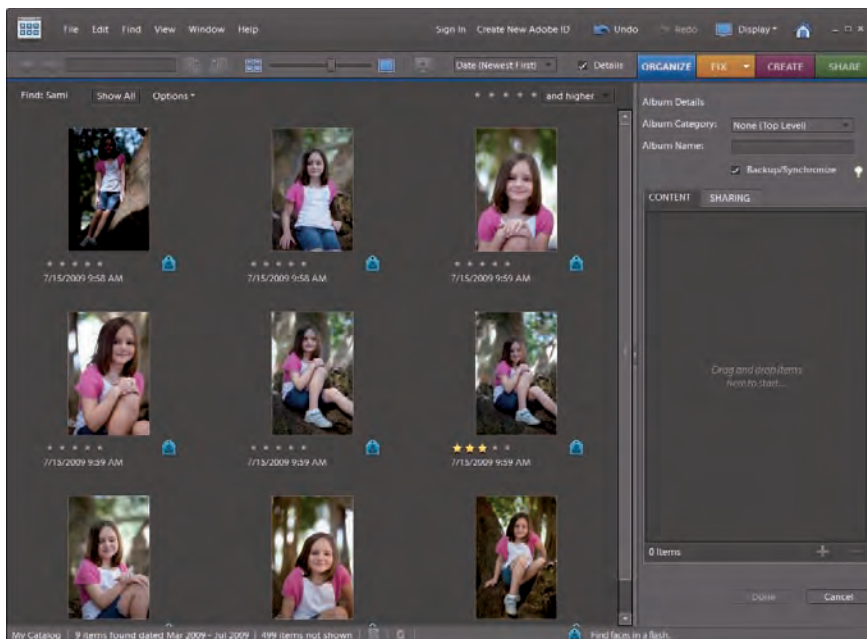 File Edit Find View Window Help Sign In Create New Adobe ID Undo Redo Display
Date (Newest First) Details ORGANIZE FIX CREATE SHARE
Find: Sami Show All Options and higher
Album Details
Album Category: None (Top Level)
Album Name:
Backup/Synchronize
CONTENT SHARING
7/15/2009 9:58 AM 7/15/2009 9:58 AM 7/15/2009 9:59 AM
Drag and drop items
here to start...
7/15/2009 9:59 AM 7/15/2009 9:59 AM 7/15/2009 9:59 AM
0 Items
Done Cancel
My Catalog 9 items found dated Mar 2009 - Jul 2009 499 items not shown Find faces in a flash.